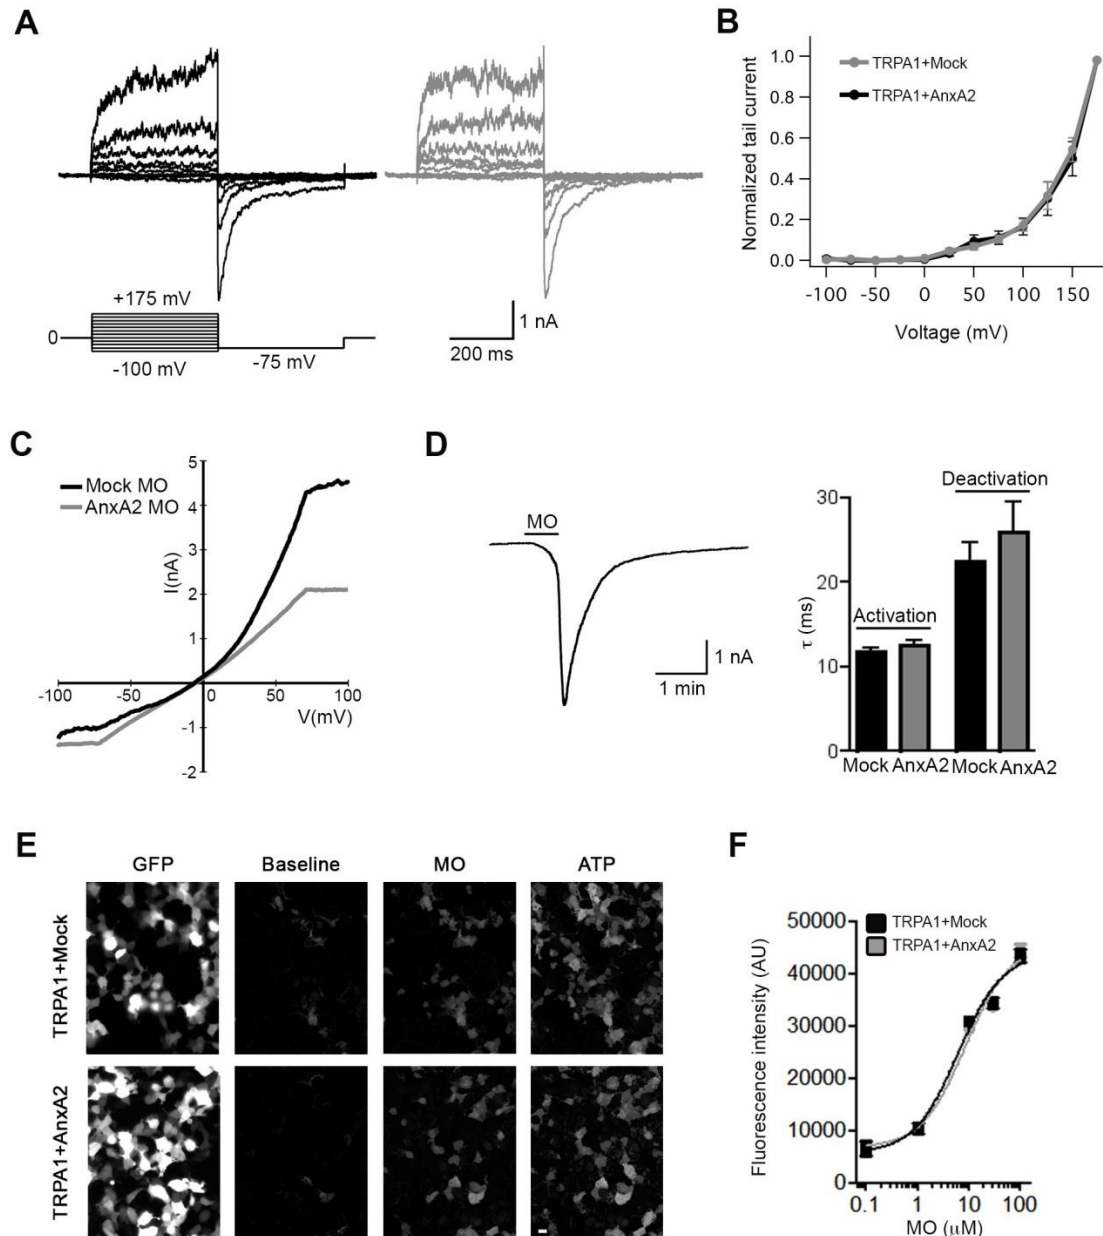 A
+175 mV
0
-100 mV
-75 mV
1 nA
200 ms
B
Normalized tail current
1.0
0.8
0.6
0.4
0.2
0.0
TRPA1+Mock
TRPA1+AnxA2
-100 -50 0 50 100 150
Voltage (mV)
C
Mock MO
AnxA2 MO
I(nA)
5
4
3
2
1
-1
-2
-100 -50 0 50 100
V(mV)
D
MO
1 nA
1 min
τ (ms)
30
20
10
0
Activation
Deactivation
Mock AnxA2 Mock AnxA2
E
GFP Baseline MO ATP
TRPA1+Mock
TRPA1+AnxA2
F
Fluorescence intensity (AU)
50000
40000
30000
20000
10000
0
TRPA1+Mock
TRPA1+AnxA2
0.1 1 10 100
MO (μM)